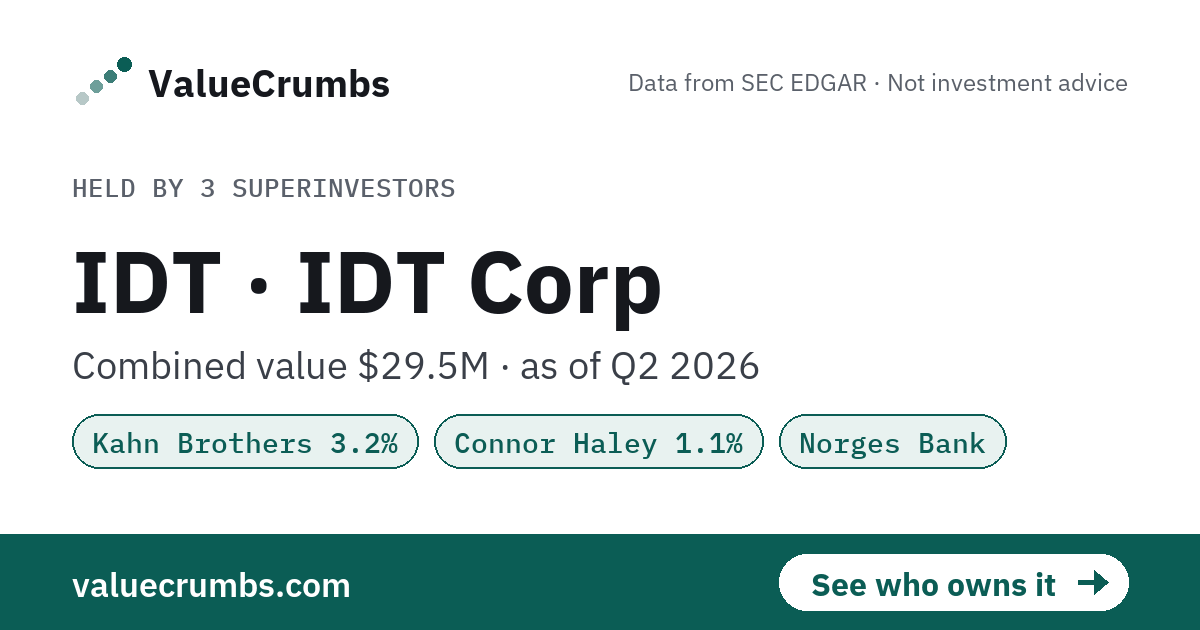 ValueCrumbs
Data from SEC EDGAR · Not investment advice
HELD BY 3 SUPERINVESTORS
IDT · IDT Corp
Combined value $29.5M · as of Q2 2026
Kahn Brothers 3.2% Connor Haley 1.1% Norges Bank
valuecrumbs.com
See who owns it →